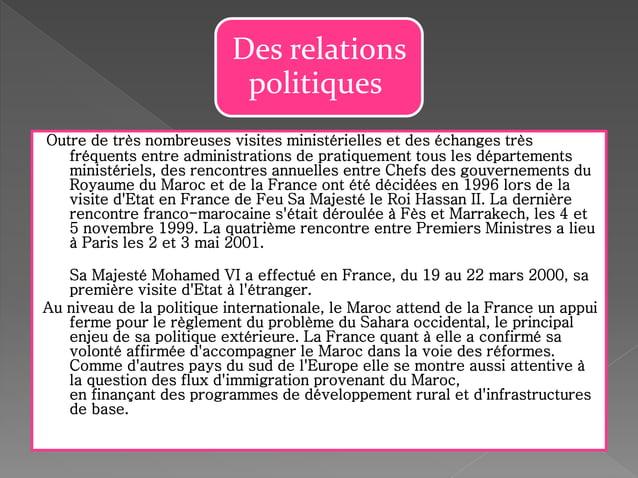 Des relations
politiques
Outre de très nombreuses visites ministérielles et des échanges très
fréquents entre administrations de pratiquement tous les départements
ministériels, des rencontres annuelles entre Chefs des gouvernements du
Royaume du Maroc et de la France ont été décidées en 1996 lors de la
visite d'Etat en France de Feu Sa Majesté le Roi Hassan II. La dernière
rencontre franco-marocaine s'était déroulée à Fès et Marrakech, les 4 et
5 novembre 1999. La quatrième rencontre entre Premiers Ministres a lieu
à Paris les 2 et 3 mai 2001.
Sa Majesté Mohamed VI a effectué en France, du 19 au 22 mars 2000, sa
première visite d'Etat à l'étranger.
Au niveau de la politique internationale, le Maroc attend de la France un appui
ferme pour le règlement du problème du Sahara occidental, le principal
enjeu de sa politique extérieure. La France quant à elle a confirmé sa
volonté affirmée d'accompagner le Maroc dans la voie des réformes.
Comme d'autres pays du sud de l'Europe elle se montre aussi attentive à
la question des flux d'immigration provenant du Maroc,
en finançant des programmes de développement rural et d'infrastructures
de base.